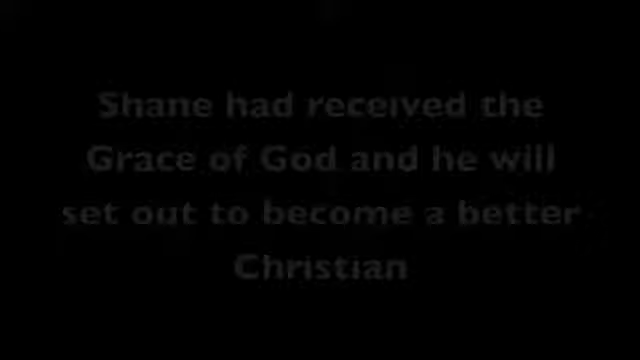 Shane had received the
Grace of God and he will
set out to become a better
Christian